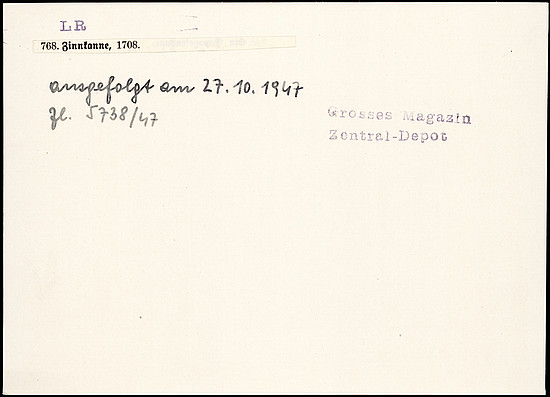 LR
768. Zinnkanne, 1708.
ausgefolgt am 27.10.1947
Zl. 5738/47
Grosses Magazin
Zentral-Depot